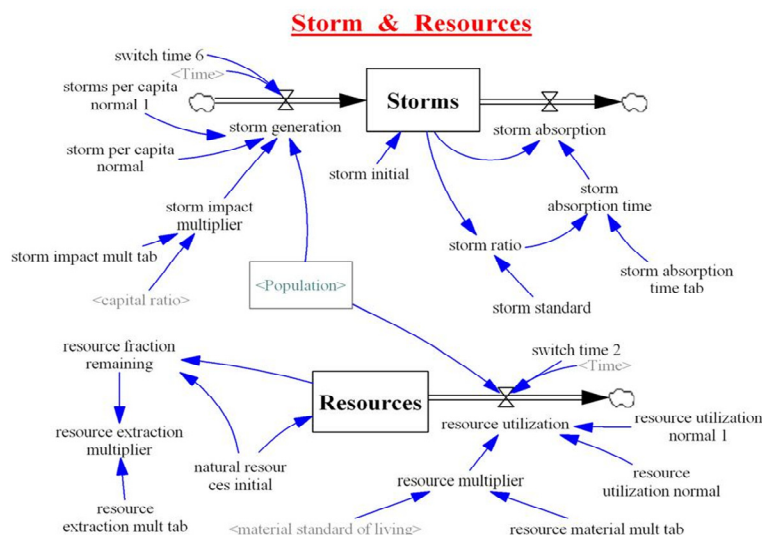 Storm & Resources
switch time 6
<Time>
storms per capita
normal 1
Storms
storm generation
storm absorption
storm per capita
normal
storm initial
storm
absorption time
storm impact
multiplier
storm impact mult tab
storm ratio
<capital ratio>
<Population>
storm absorption
time tab
storm standard
resource fraction
remaining
switch time 2
<Time>
Resources
resource utilization
resource utilization
normal 1
resource extraction
multiplier
natural resour
ces initial
resource multiplier
resource
utilization normal
resource
extraction mult tab
<material standard of living>
resource material mult tab